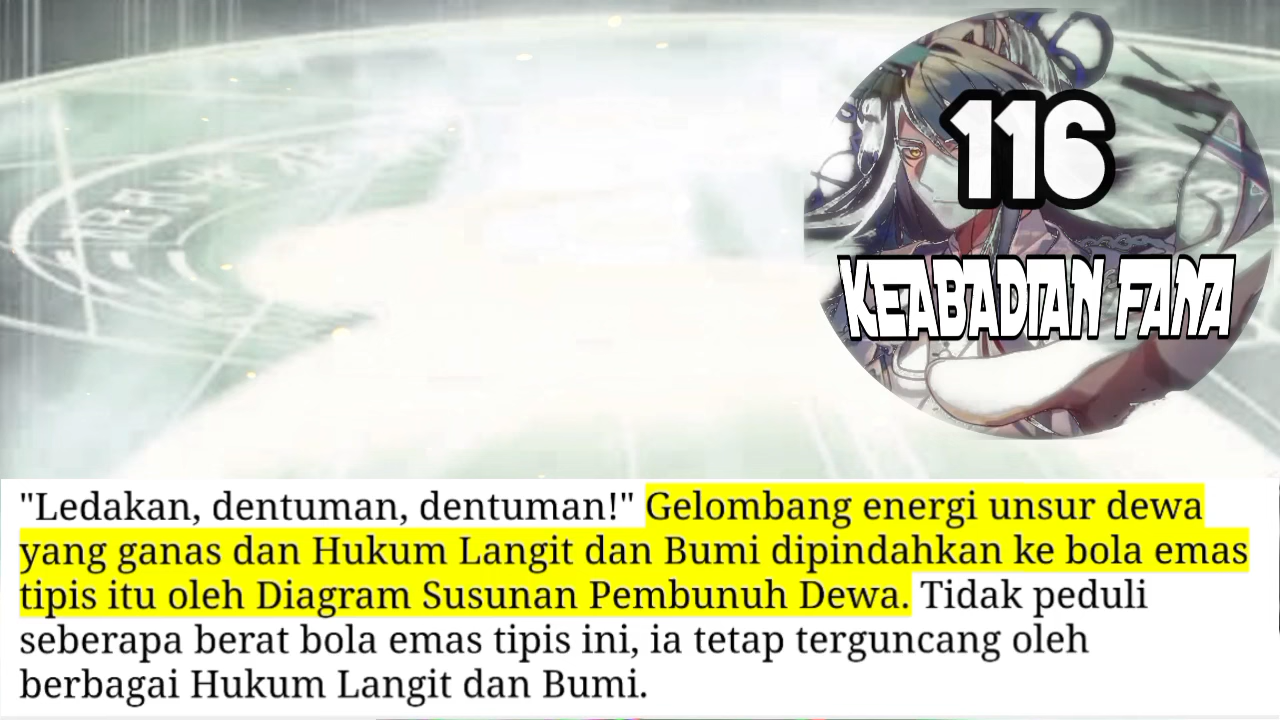 116
KEABADIAN FANA
"Ledakan, dentuman, dentuman!" Gelombang energi unsur dewa
yang ganas dan Hukum Langit dan Bumi dipindahkan ke bola emas
tipis itu oleh Diagram Susunan Pembunuh Dewa. Tidak peduli
seberapa berat bola emas tipis ini, ia tetap terguncang oleh
berbagai Hukum Langit dan Bumi.